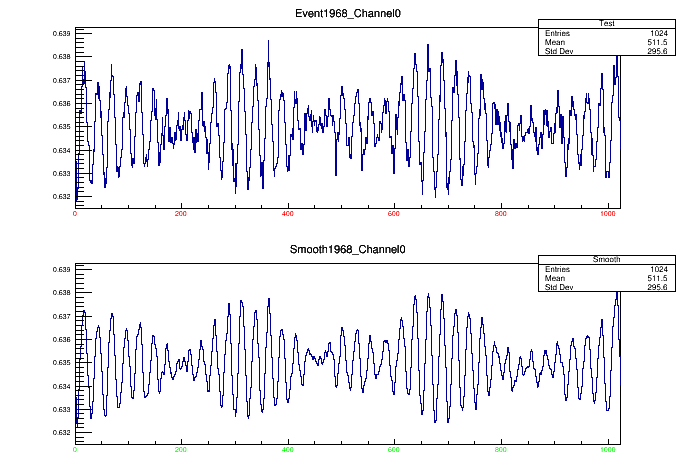 Event1968_Channel0
Test
Entries 1024
Mean 511.5
Std Dev 295.6
0.639
0.638
0.637
0.636
0.635
0.634
0.633
0.632
0 200 400 600 800 1000
Smooth1968_Channel0
Smooth
Entries 1024
Mean 511.5
Std Dev 295.6
0.639
0.638
0.637
0.636
0.635
0.634
0.633
0.632
0 200 400 600 800 1000